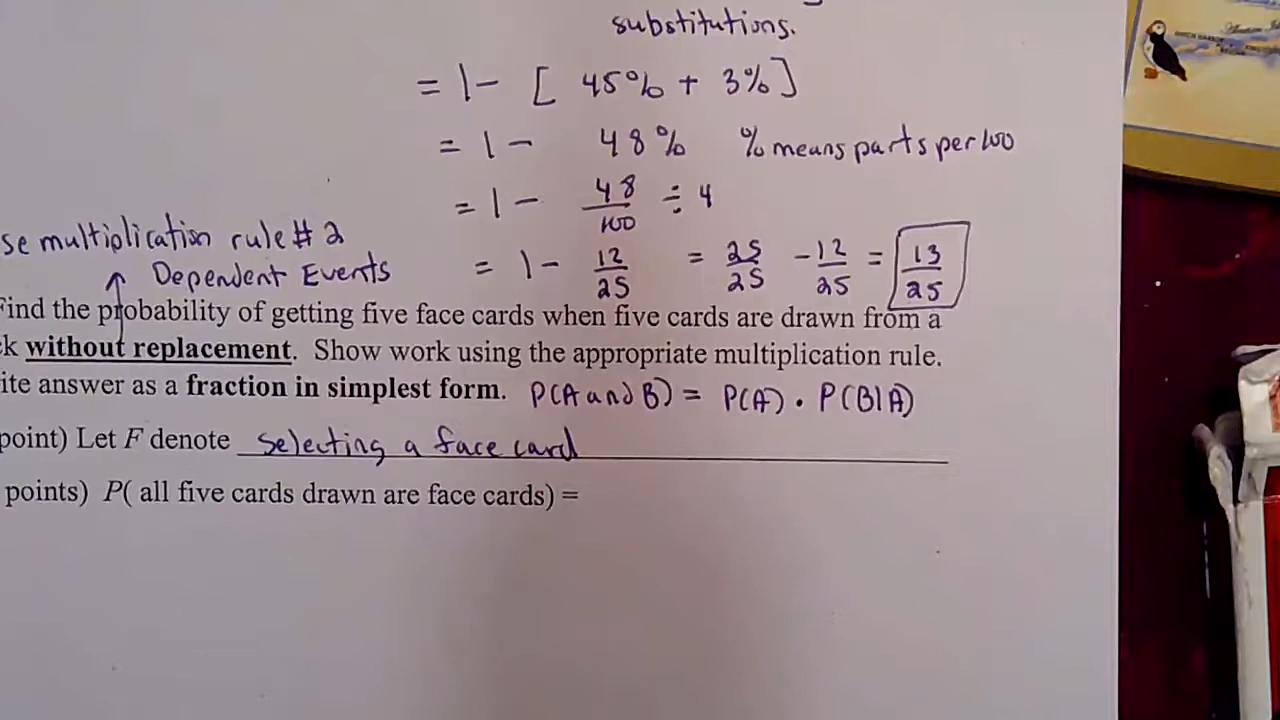 substitutions.
= 1 - [ 45% + 3% ]
= 1 - 48% % means parts per 100
= 1 - 48/100 ÷ 4
se multiplication rule # 2
= 1 - 12/25 = 25/25 - 12/25 = 13/25
Dependent Events
Find the probability of getting five face cards when five cards are drawn from a
k without replacement. Show work using the appropriate multiplication rule.
ite answer as a fraction in simplest form. P(A and B) = P(A) • P(B|A)
point) Let F denote selecting a face card
points) P( all five cards drawn are face cards) =